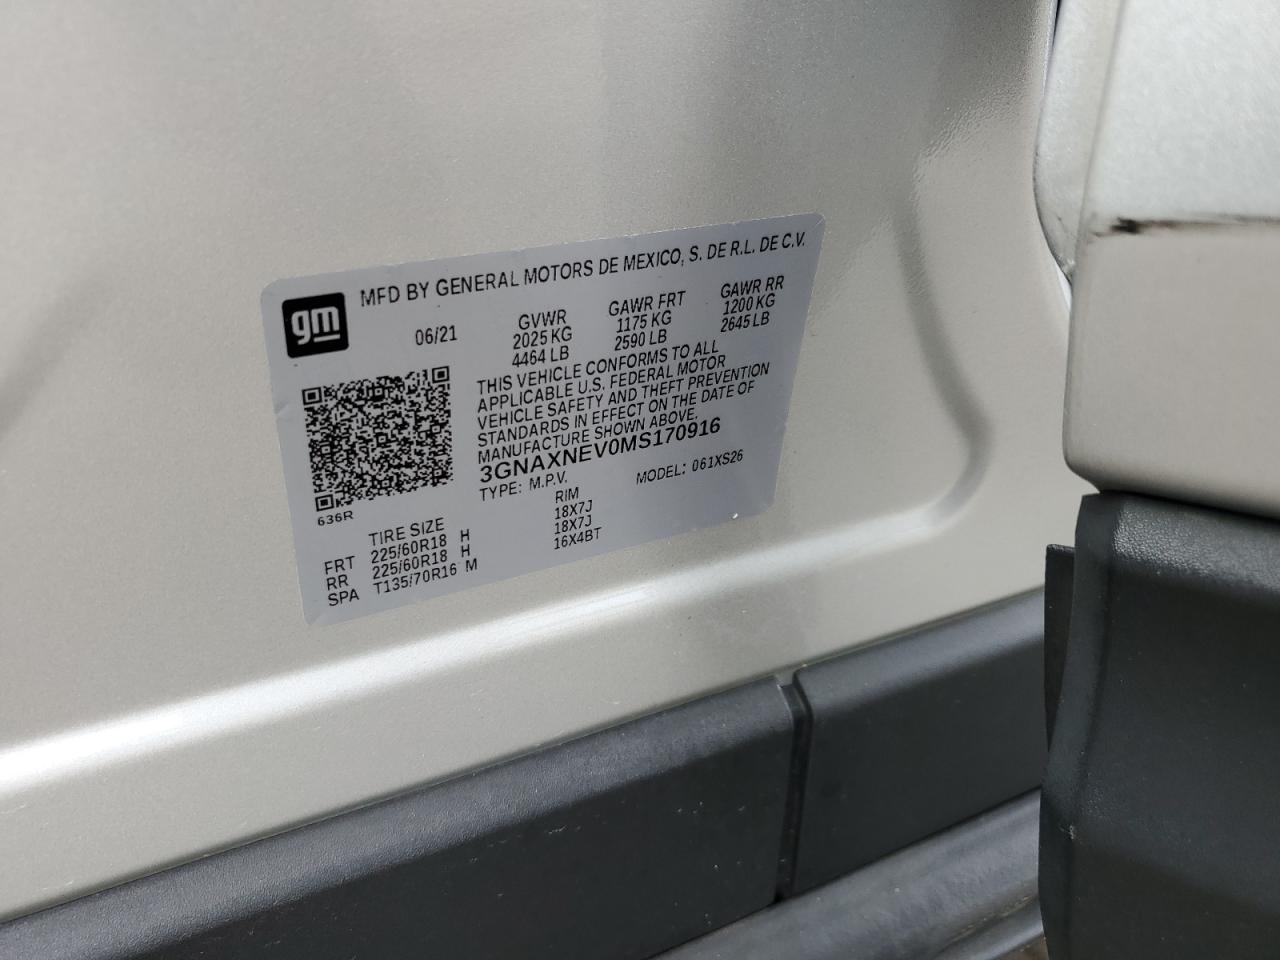 MFD BY GENERAL MOTORS DE MEXICO, S. DE R.L. DE C.V.
gm
06/21
GVWR GAWR FRT GAWR RR
2025 KG 1175 KG 1200 KG
4464 LB 2590 LB 2645 LB
THIS VEHICLE CONFORMS TO ALL
APPLICABLE U.S. FEDERAL MOTOR
VEHICLE SAFETY AND THEFT PREVENTION
STANDARDS IN EFFECT ON THE DATE OF
MANUFACTURE SHOWN ABOVE.
3GNAXNEV0MS170916
TYPE: M.P.V. MODEL: 061XS26
636R
TIRE SIZE RIM
FRT 225/60R18 H 18X7J
RR 225/60R18 H 18X7J
SPA T135/70R16 M 16X4BT